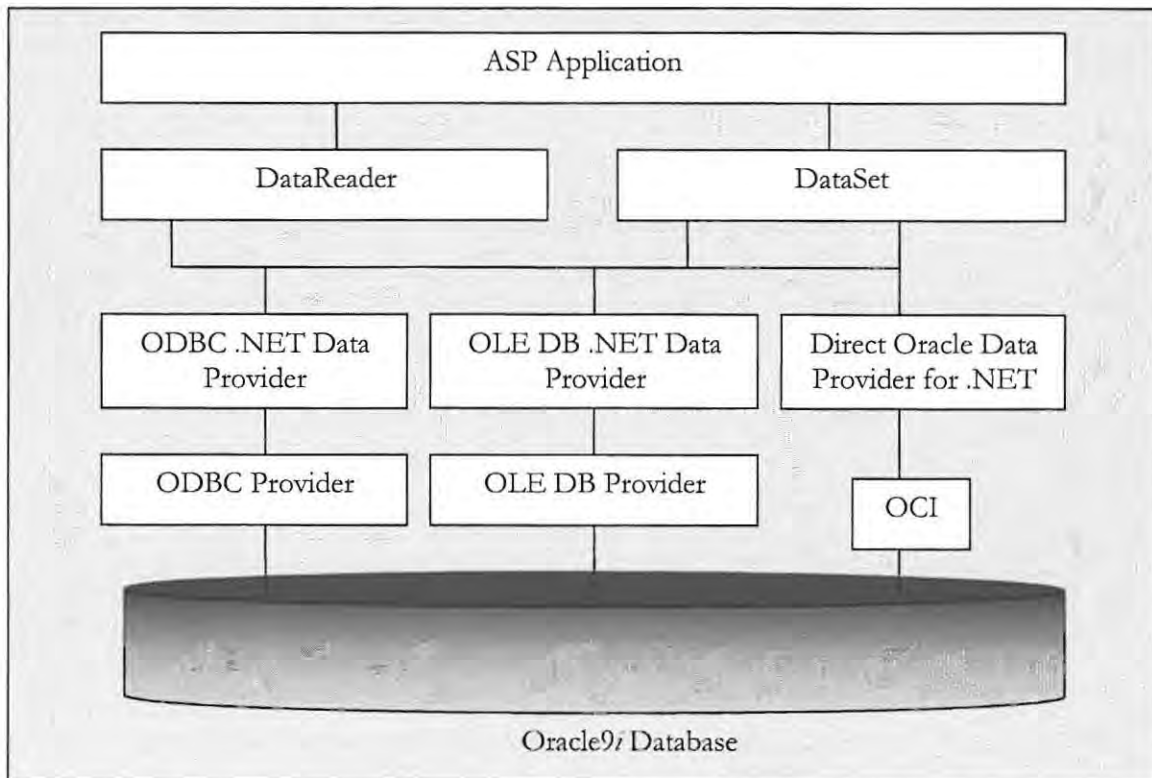 ASP Application
DataReader
DataSet
ODBC .NET Data
Provider
OLE DB .NET Data
Provider
Direct Oracle Data
Provider for .NET
ODBC Provider
OLE DB Provider
OCI
Oracle9i Database